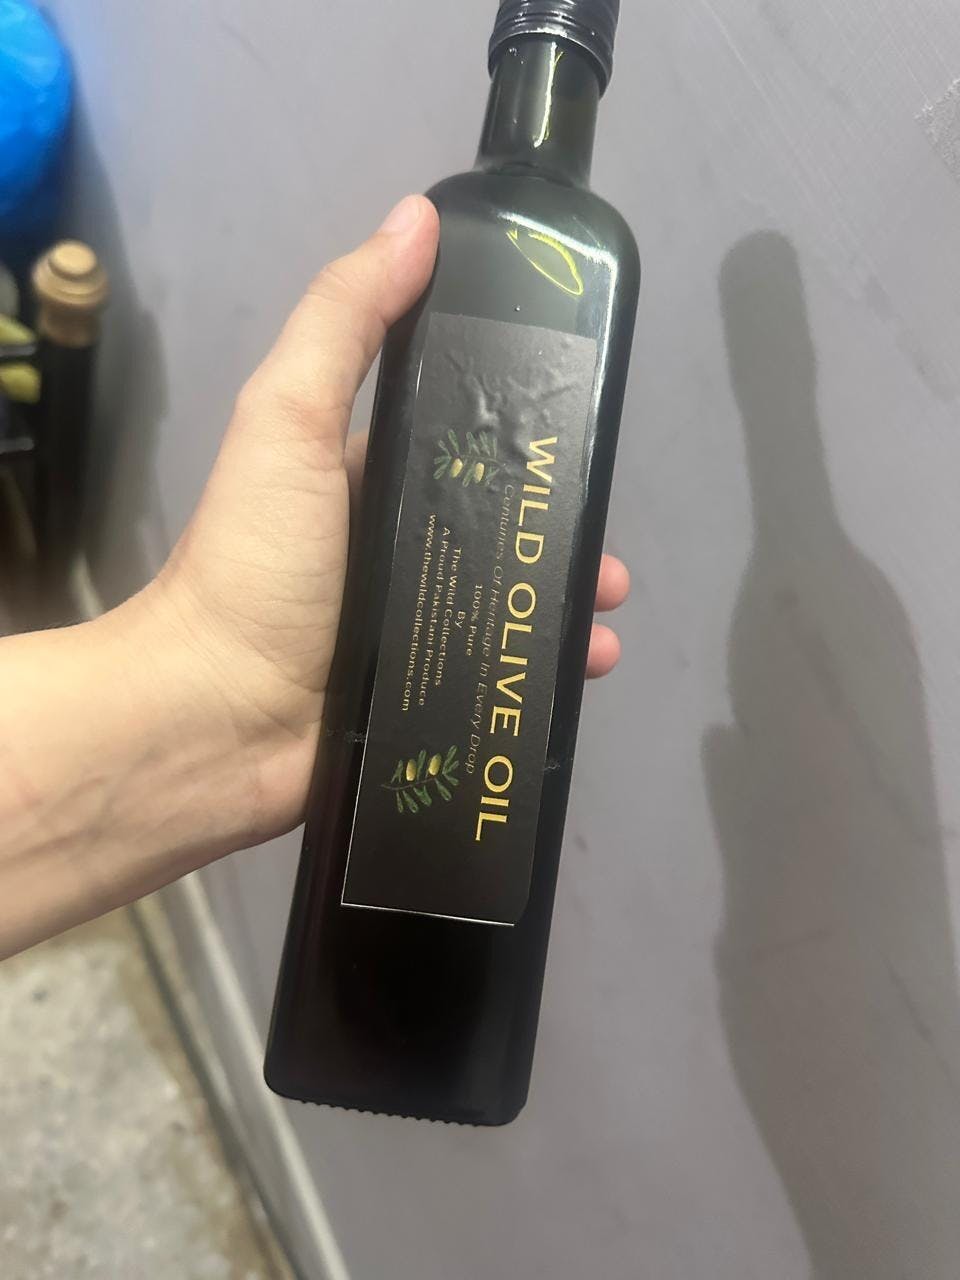 WILD OLIVE OIL
Centuries Of Heritage In Every Drop
100% Pure
By
The Wild Collections
A Proud Pakistani Produce
www.thewildcollections.com